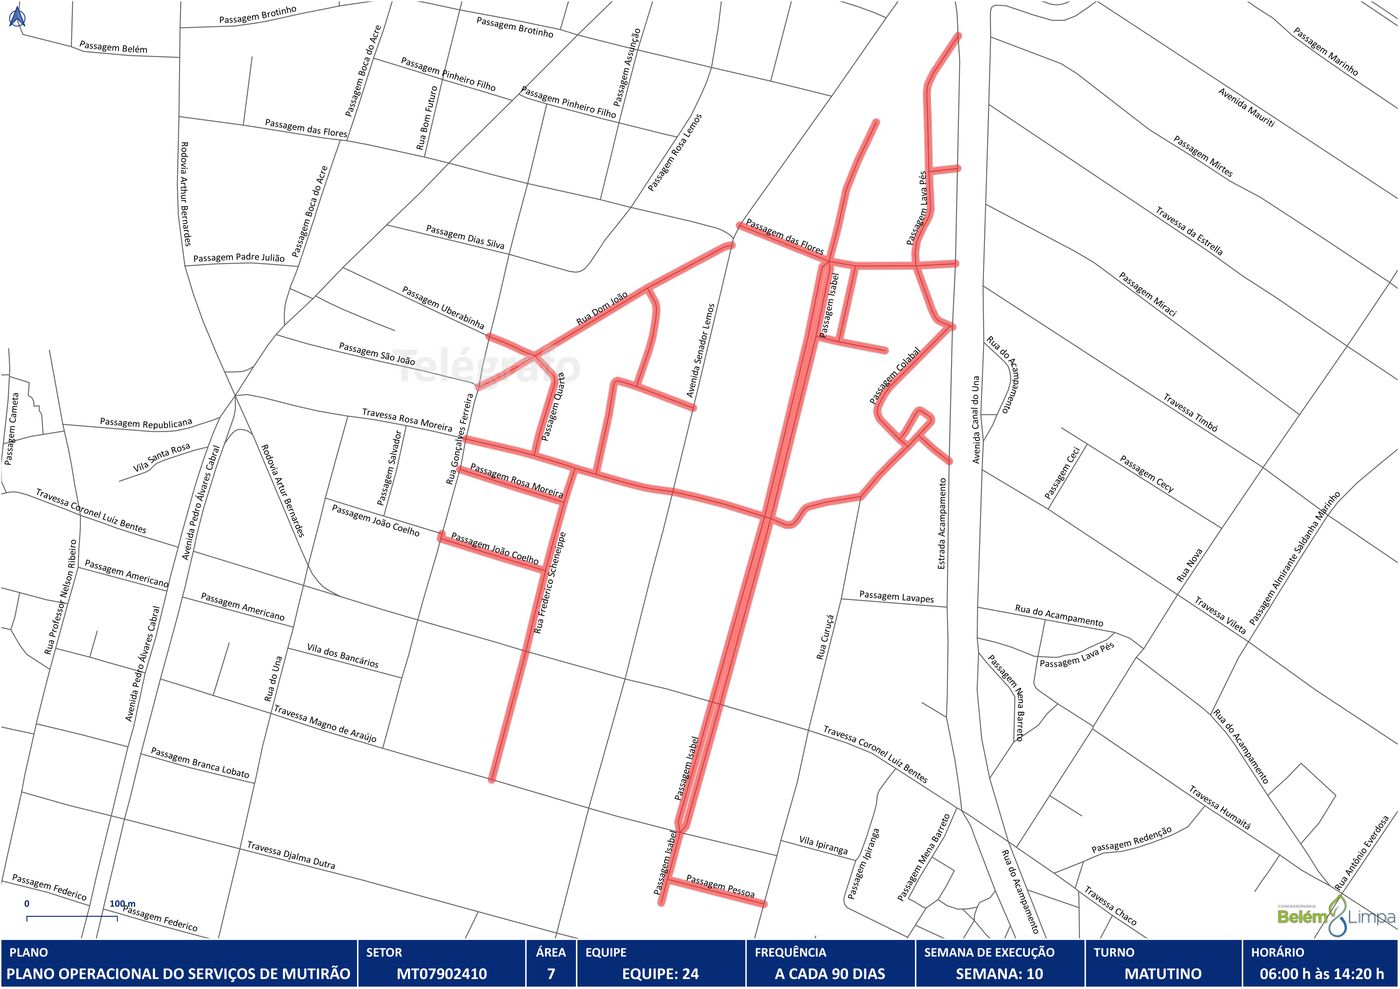 Passagem Brotinho
Passagem Brotinho
Passagem Belém
Passagem Boca do Acre
Passagem Pinheiro Filho
Passagem Pinheiro Filho
Passagem Assunção
Rua Bom Futuro
Passagem das Flores
Passagem Rosa Lemos
Rodovia Arthur Bernardes
Passagem Boca do Acre
Passagem Padre Julião
Passagem Dias Silva
Passagem Uberabinha
Passagem São João
Telégrafo
Rua Dom João
Passagem Quarta
Avenida Senador Lemos
Passagem das Flores
Passagem Isabel
Passagem Lava Pés
Passagem Colabal
Passagem Marinho
Avenida Mauriti
Passagem Mirtes
Travessa da Estrella
Passagem Miraci
Rua do Acampamento
Travessa Timbó
Avenida Canal do Una
Passagem Ceci
Passagem Cecy
Passagem Almirante Saldanha Marinho
Rua Nova
Travessa Vileta
Passagem Cameta
Passagem Republicana
Vila Santa Rosa
Travessa Rosa Moreira
Passagem Salvador
Rua Gonçalves Ferreira
Passagem Rosa Moreira
Passagem João Coelho
Passagem João Coelho
Rua Frederico Scheneippe
Rodovia Artur Bernardes
Avenida Pedro Álvares Cabral
Travessa Coronel Luíz Bentes
Rua Professor Nelson Ribeiro
Passagem Americano
Passagem Americano
Avenida Pedro Álvares Cabral
Vila dos Bancários
Rua do Una
Travessa Magno de Araújo
Passagem Branca Lobato
Travessa Djalma Dutra
Passagem Federico
Passagem Federico
Estrada Acampamento
Passagem Lavapes
Rua Curuçá
Rua do Acampamento
Passagem Lava Pés
Passagem Nena Barreto
Rua do Acampamento
Travessa Coronel Luíz Bentes
Passagem Isabel
Passagem Isabel
Passagem Pessoa
Vila Ipiranga
Passagem Ipiranga
Passagem Mena Barreto
Rua do Acampamento
Passagem Redenção
Travessa Humaitá
Travessa Chaco
Rua Antônio Everdosa
0 100 m
CONCESSIONÁRIA
Belém Limpa
PLANO
PLANO OPERACIONAL DO SERVIÇOS DE MUTIRÃO
SETOR
MT07902410
ÁREA
7
EQUIPE
EQUIPE: 24
FREQUÊNCIA
A CADA 90 DIAS
SEMANA DE EXECUÇÃO
SEMANA: 10
TURNO
MATUTINO
HORÁRIO
06:00 h às 14:20 h